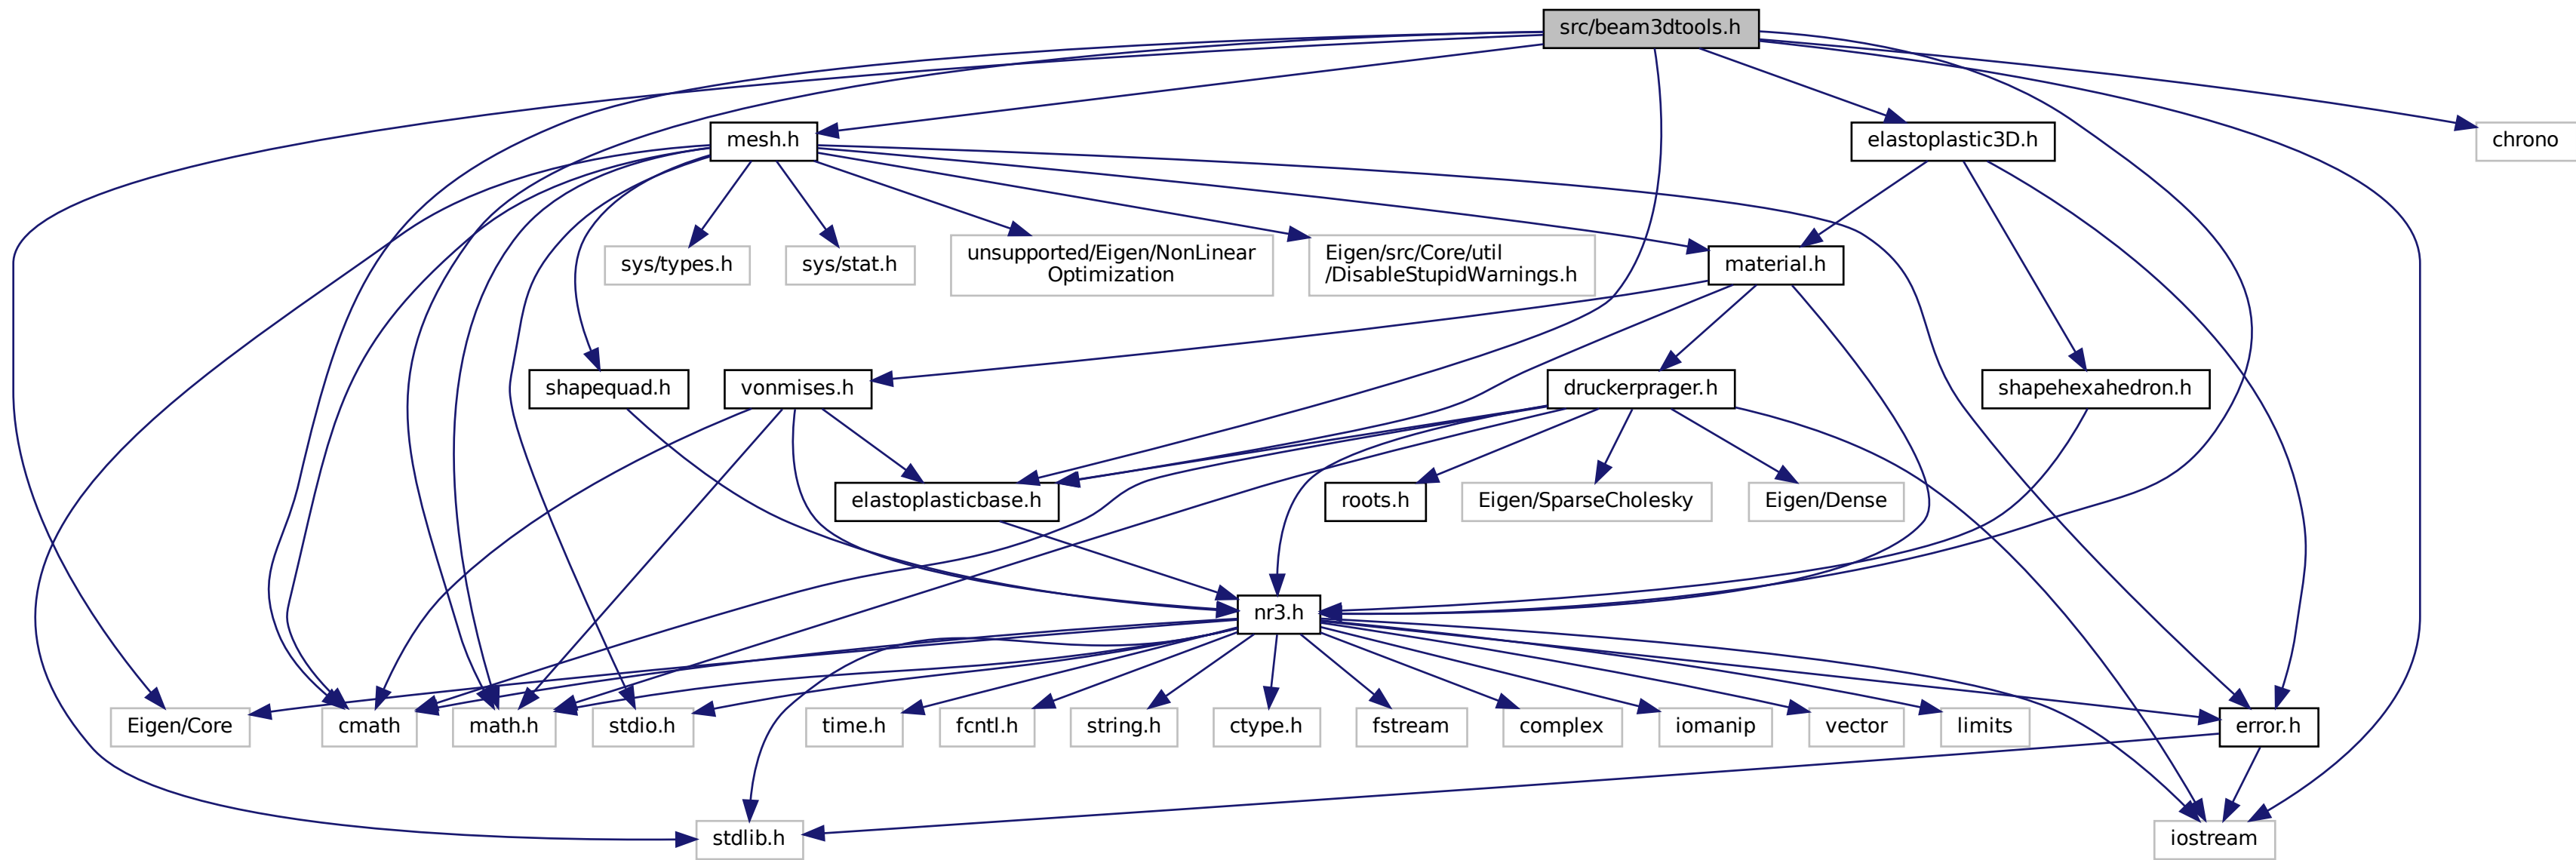 src/beam3dtools.h
mesh.h
elastoplastic3D.h
chrono
sys/types.h
sys/stat.h
unsupported/Eigen/NonLinear
Optimization
Eigen/src/Core/util
/DisableStupidWarnings.h
material.h
shapequad.h
vonmises.h
druckerprager.h
shapehexahedron.h
elastoplasticbase.h
roots.h
Eigen/SparseCholesky
Eigen/Dense
nr3.h
Eigen/Core
cmath
math.h
stdio.h
time.h
fcntl.h
string.h
ctype.h
fstream
complex
iomanip
vector
limits
error.h
stdlib.h
iostream